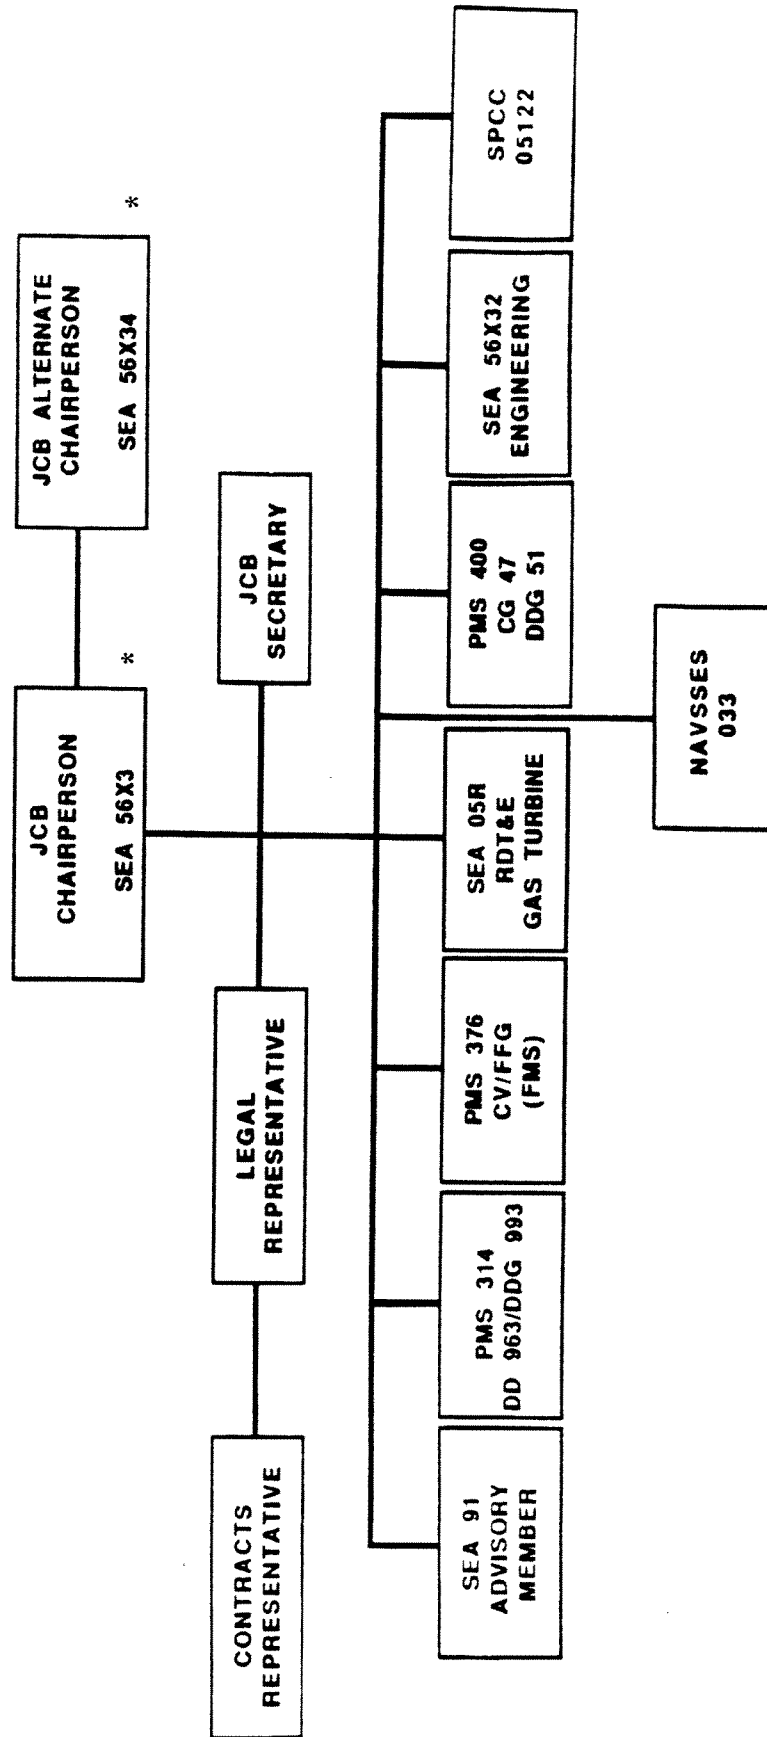 JCB
CHAIRPERSON
SEA 56X3
*
JCB ALTERNATE
CHAIRPERSON
SEA 56X34
*
CONTRACTS
REPRESENTATIVE
LEGAL
REPRESENTATIVE
JCB
SECRETARY
SEA 91
ADVISORY
MEMBER
PMS 314
DD 963/DDG 993
PMS 376
CV/FFG
(FMS)
SEA 05R
RDT&E
GAS TURBINE
PMS 400
CG 47
DDG 51
SEA 56X32
ENGINEERING
SPCC
05122
NAVSSES
033